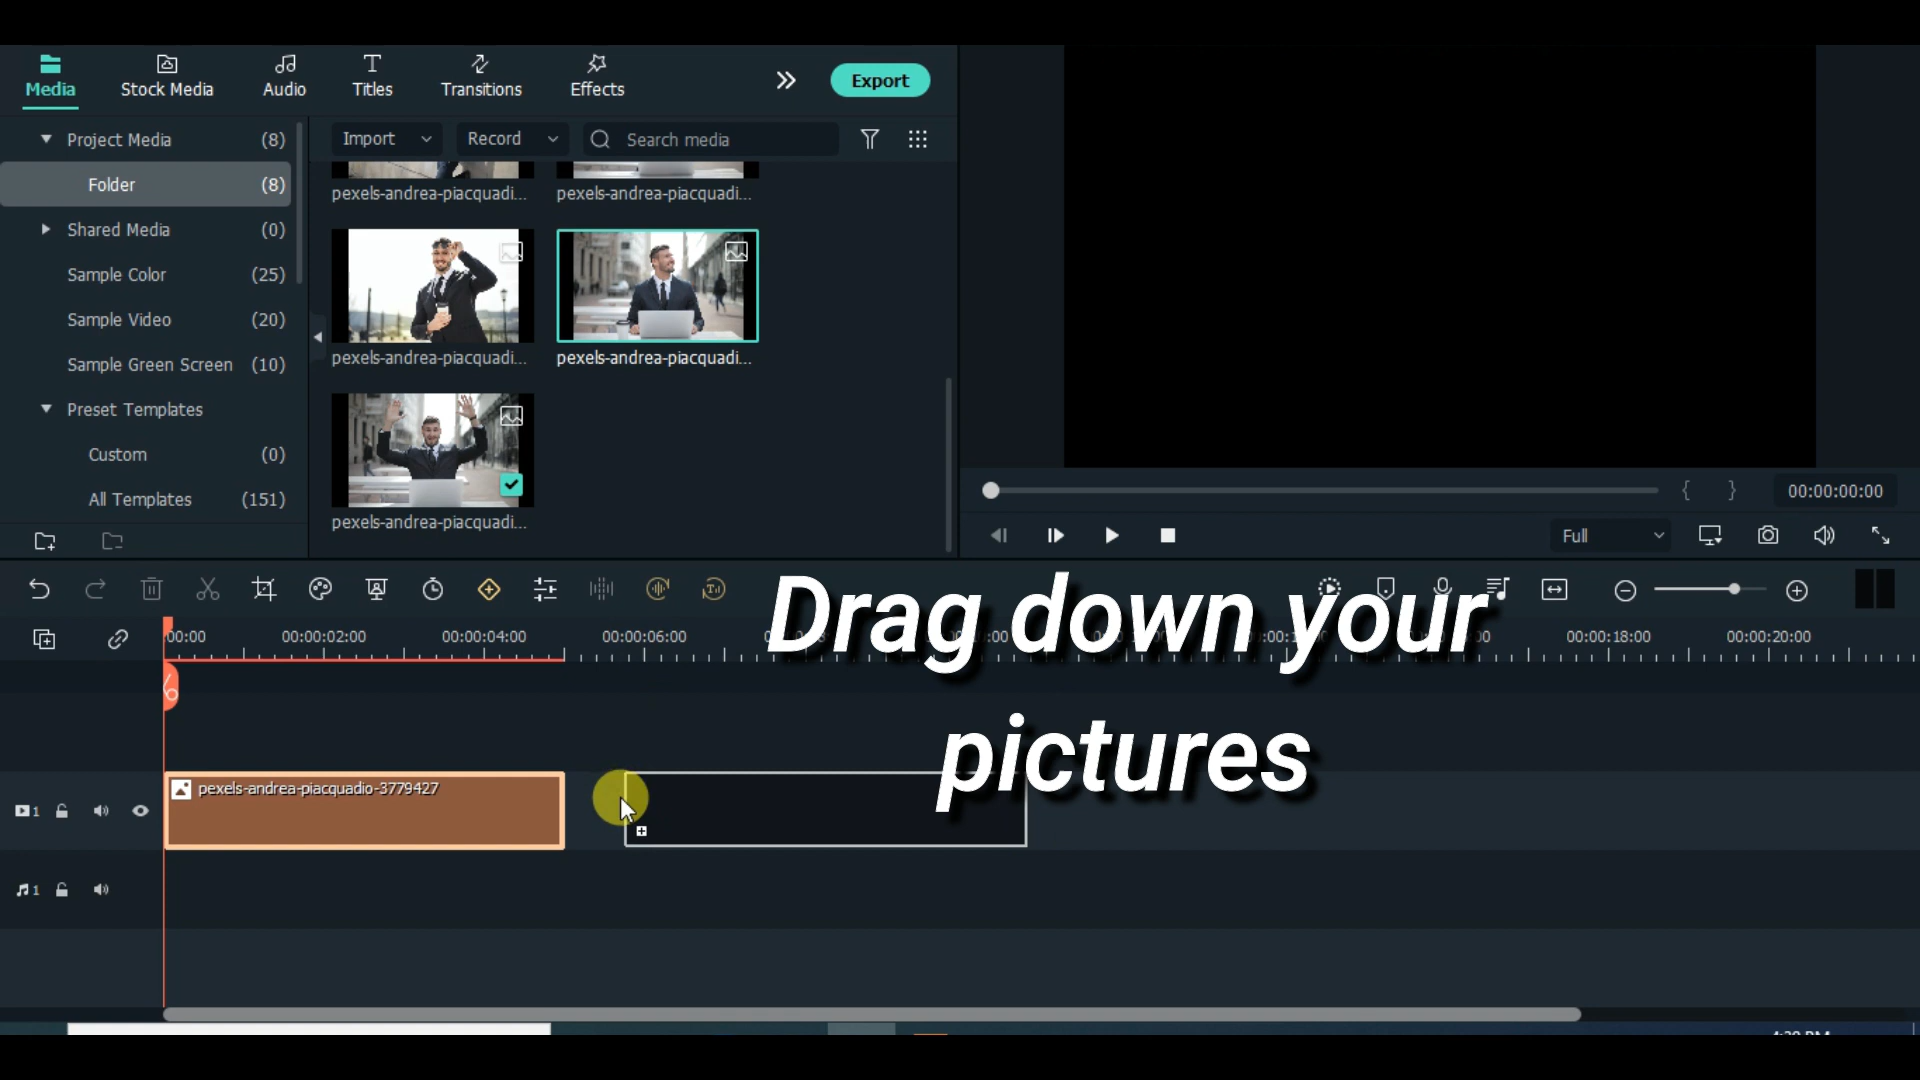 Media
Stock Media
Audio
Titles
Transitions
Effects
Export
Project Media (8)
Import
Record
Search media
Folder (8)
pexels-andrea-piacquadi...
pexels-andrea-piacquadi...
Shared Media (0)
Sample Color (25)
Sample Video (20)
pexels-andrea-piacquadi...
pexels-andrea-piacquadi...
Sample Green Screen (10)
Preset Templates
Custom (0)
All Templates (151)
00:00:00:00
pexels-andrea-piacquadi...
Full
Drag down your
pictures
00:00
00:00:02:00
00:00:04:00
00:00:06:00
00:00:18:00
00:00:20:00
pexels-andrea-piacquadio-3779427
1
1